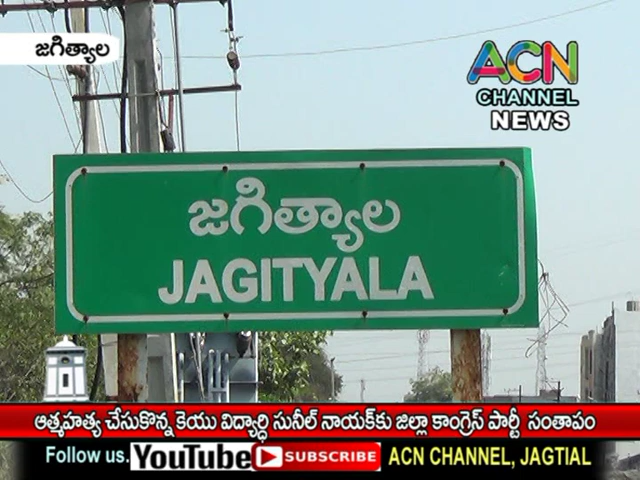 జగిత్యాల
ACN
CHANNEL
NEWS
జగిత్యాల
JAGITYALA
ఆత్మహత్య చేసుకొన్న కెయు విద్యార్థి సునీల్ నాయక్‌కు జిల్లా కాంగ్రెస్ పార్టీ సంతాపం
Follow us. YouTube SUBSCRIBE ACN CHANNEL, JAGTIAL